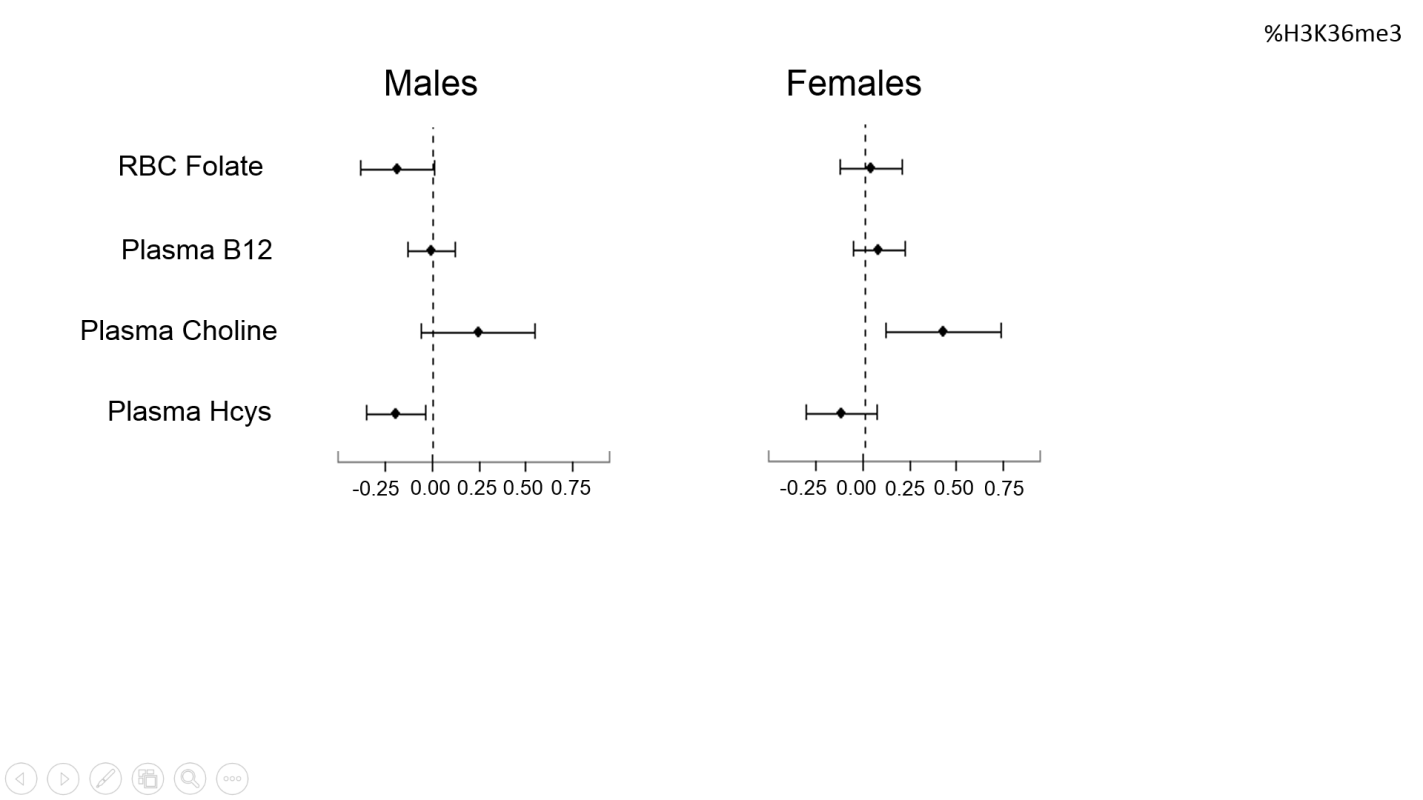 %H3K36me3
Males Females
RBC Folate
Plasma B12
Plasma Choline
Plasma Hcys
-0.25 0.00 0.25 0.50 0.75 -0.25 0.00 0.25 0.50 0.75